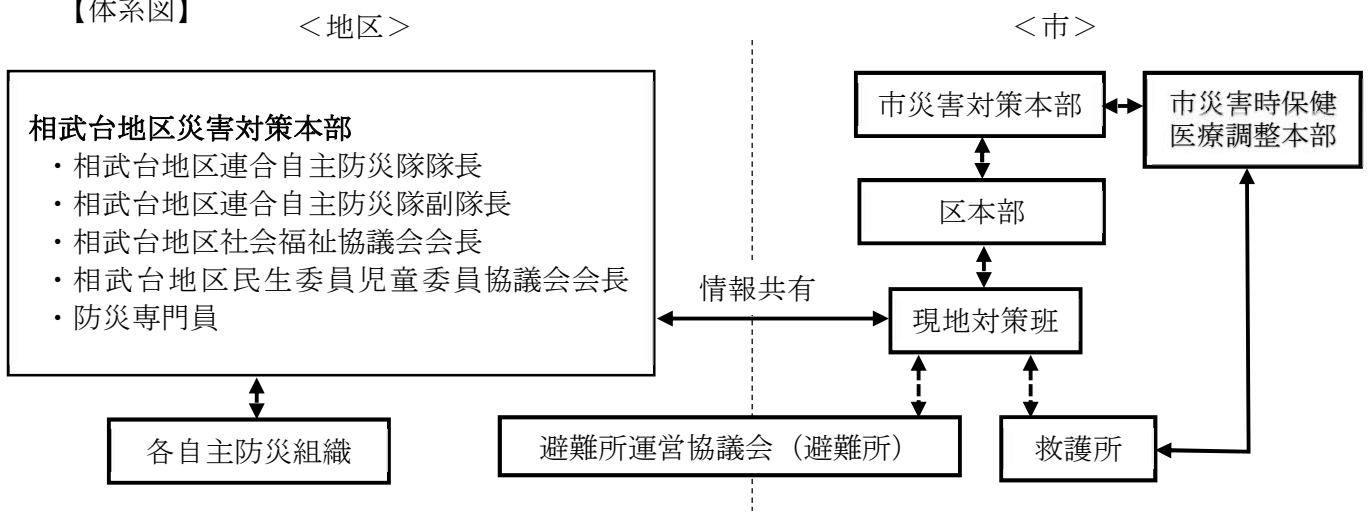 【体系図】
＜地区＞
＜市＞
相武台地区災害対策本部
・相武台地区連合自主防災隊隊長
・相武台地区連合自主防災隊副隊長
・相武台地区社会福祉協議会会長
・相武台地区民生委員児童委員協議会会長
・防災専門員
各自主防災組織
情報共有
市災害対策本部
市災害時保健
医療調整本部
区本部
現地対策班
避難所運営協議会（避難所）
救護所